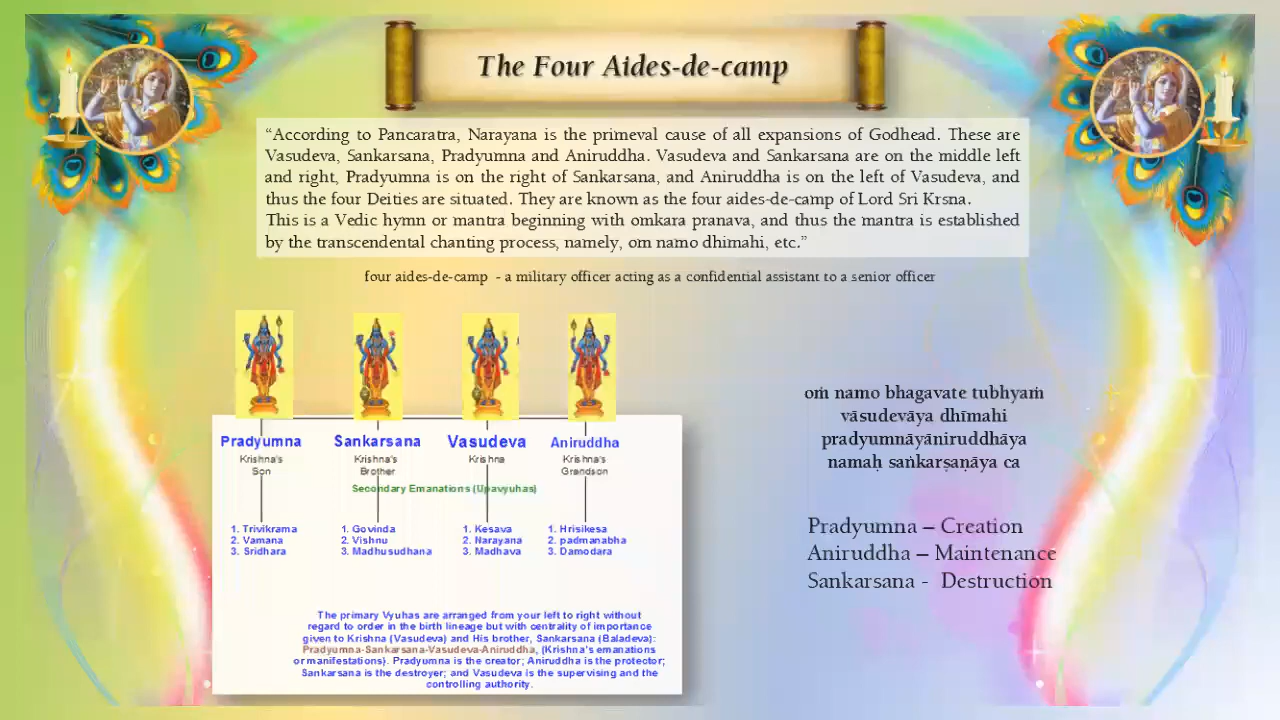 The Four Aides-de-camp
“According to Pancaratra, Narayana is the primeval cause of all expansions of Godhead. These are
Vasudeva, Sankarsana, Pradyumna and Aniruddha. Vasudeva and Sankarsana are on the middle left
and right, Pradyumna is on the right of Sankarsana, and Aniruddha is on the left of Vasudeva, and
thus the four Deities are situated. They are known as the four aides-de-camp of Lord Sri Krsna.
This is a Vedic hymn or mantra beginning with omkara pranava, and thus the mantra is established
by the transcendental chanting process, namely, om namo dhimahi, etc.”
four aides-de-camp - a military officer acting as a confidential assistant to a senior officer
Pradyumna Sankarsana Vasudeva Aniruddha
Krishna's Krishna's Krishna Krishna's
Son Brother Grandson
Secondary Emanations (Upavyuhas)
1. Trivikrama 1. Govinda 1. Kesava 1. Hrisikesa
2. Vamana 2. Vishnu 2. Narayana 2. padmanabha
3. Sridhara 3. Madhusudhana 3. Madhava 3. Damodara
The primary Vyuhas are arranged from your left to right without
regard to order in the birth lineage but with centrality of importance
given to Krishna (Vasudeva) and His brother, Sankarsana (Baladeva):
Pradyumna-Sankarsana-Vasudeva-Aniruddha, (Krishna's emanations
or manifestations). Pradyumna is the creator; Aniruddha is the protector;
Sankarsana is the destroyer; and Vasudeva is the supervising and the
controlling authority.
oṁ namo bhagavate tubhyaṁ
vāsudevāya dhīmahi
pradyumnāyāniruddhāya
namaḥ saṅkarṣaṇāya ca
Pradyumna – Creation
Aniruddha – Maintenance
Sankarsana - Destruction